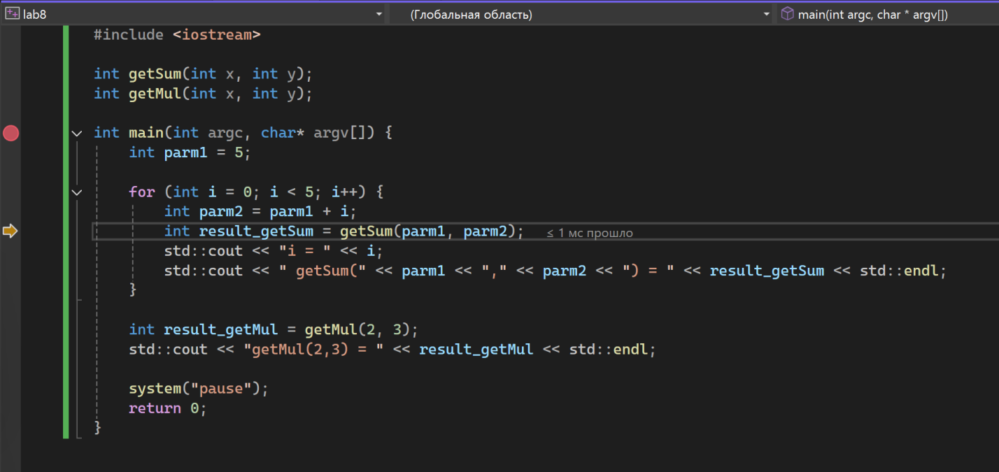 lab8 (Глобальная область) main(int argc, char * argv[])
#include <iostream>
int getSum(int x, int y);
int getMul(int x, int y);
int main(int argc, char* argv[]) {
int parm1 = 5;
for (int i = 0; i < 5; i++) {
int parm2 = parm1 + i;
int result_getSum = getSum(parm1, parm2); ≤ 1 мс прошло
std::cout << "i = " << i;
std::cout << " getSum(" << parm1 << "," << parm2 << ") = " << result_getSum << std::endl;
}
int result_getMul = getMul(2, 3);
std::cout << "getMul(2,3) = " << result_getMul << std::endl;
system("pause");
return 0;
}